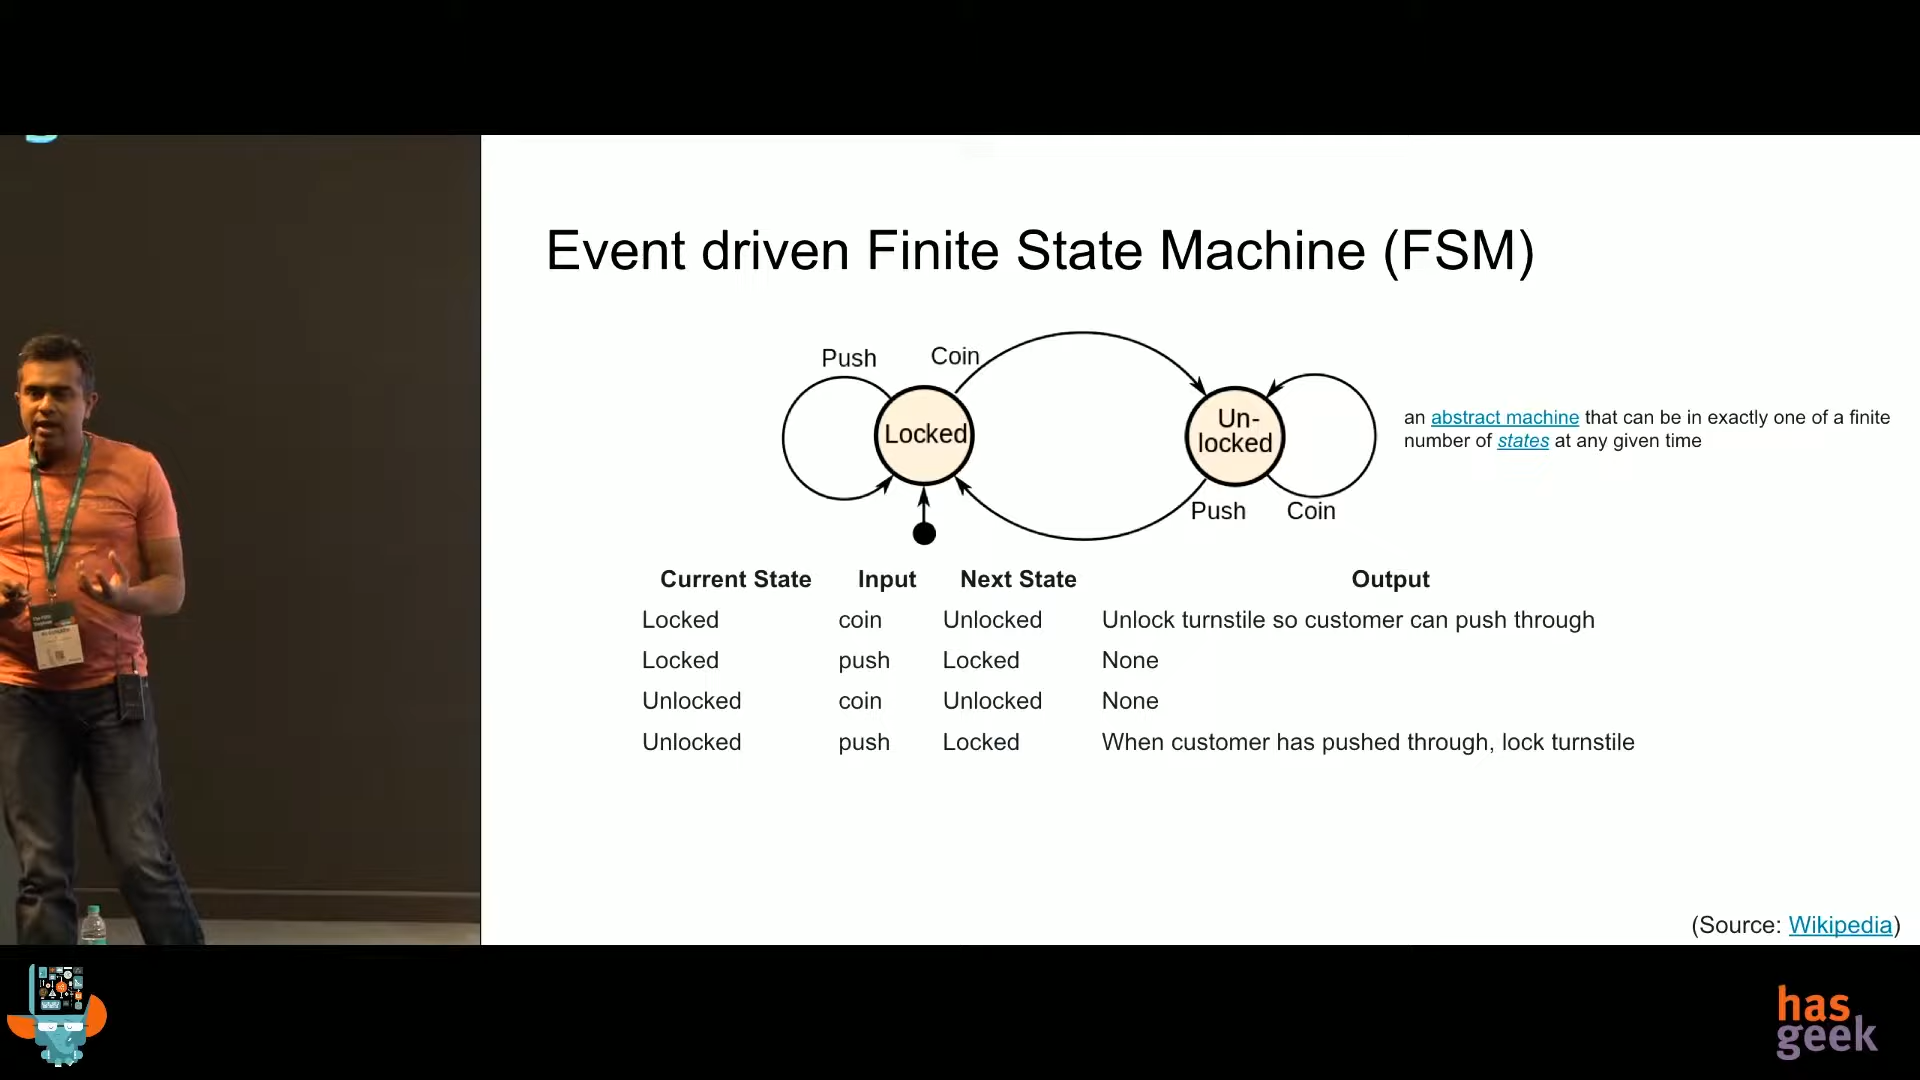 Event driven Finite State Machine (FSM)
Push
Coin
Locked
Un-
locked
Push
Coin
an abstract machine that can be in exactly one of a finite
number of states at any given time
Current State Input Next State Output
Locked coin Unlocked Unlock turnstile so customer can push through
Locked push Locked None
Unlocked coin Unlocked None
Unlocked push Locked When customer has pushed through, lock turnstile
(Source: Wikipedia)
has
geek